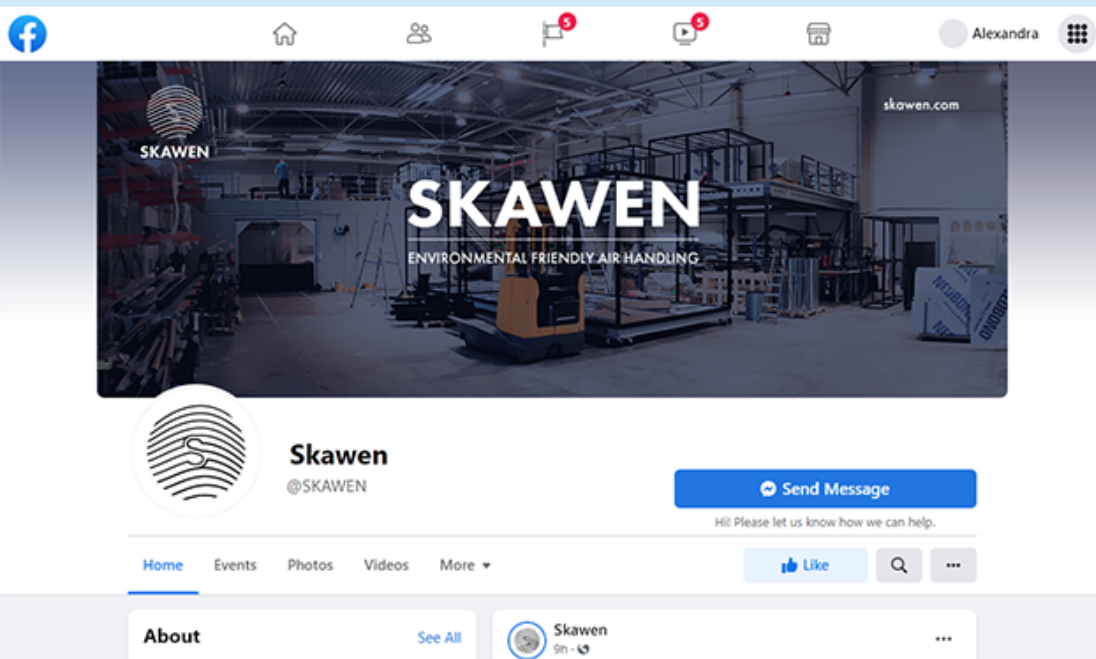 5
5
Alexandra
SKAWEN
skawen.com
SKAWEN
ENVIRONMENTAL FRIENDLY AIR HANDLING
NEOBOND
Skawen
@SKAWEN
Send Message
Hi! Please let us know how we can help.
Home Events Photos Videos More
Like
About
See All
Skawen
9h